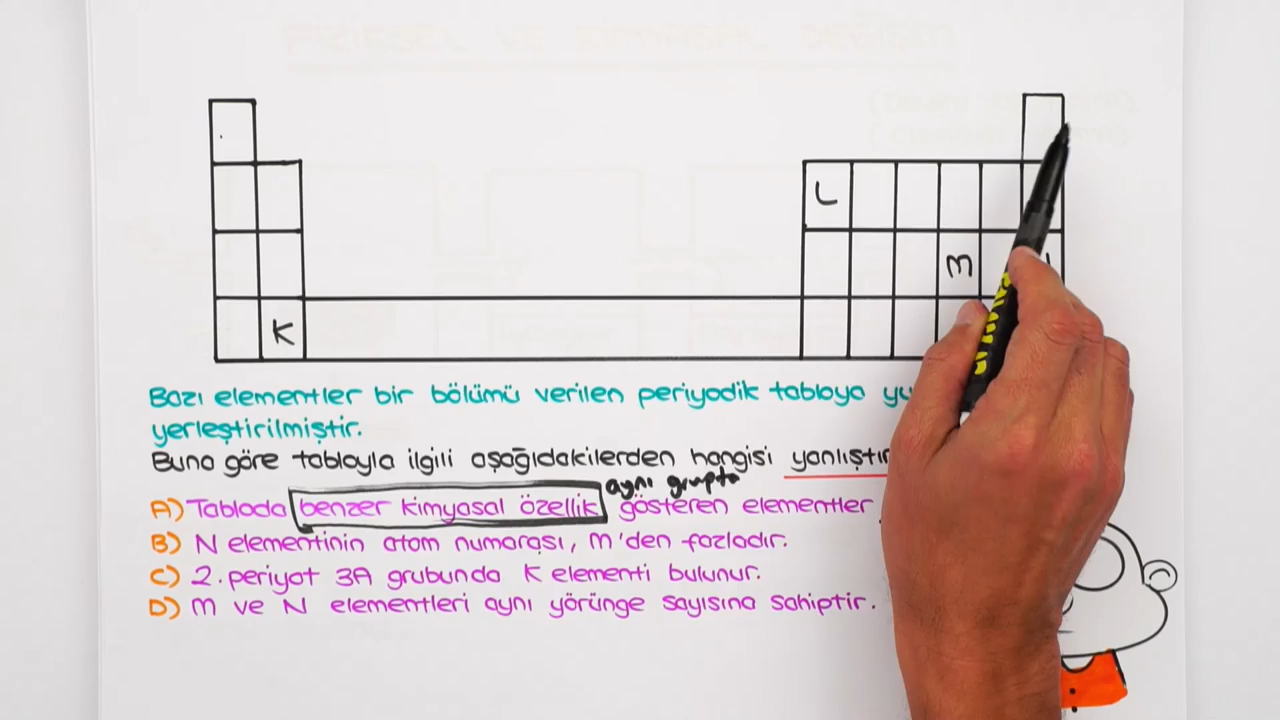 L
M
K
Bazı elementler bir bölümü verilen periyodik tabloya
yerleştirilmiştir.
Buna göre tabloyla ilgili aşağıdakilerden hangisi yanlıştır
aynı grupta
A) Tabloda benzer kimyasal özellik gösteren elementler
B) N elementinin atom numarası, M'den fazladır.
C) 2. periyot 3A grubunda K elementi bulunur.
D) M ve N elementleri aynı yörünge sayısına sahiptir.